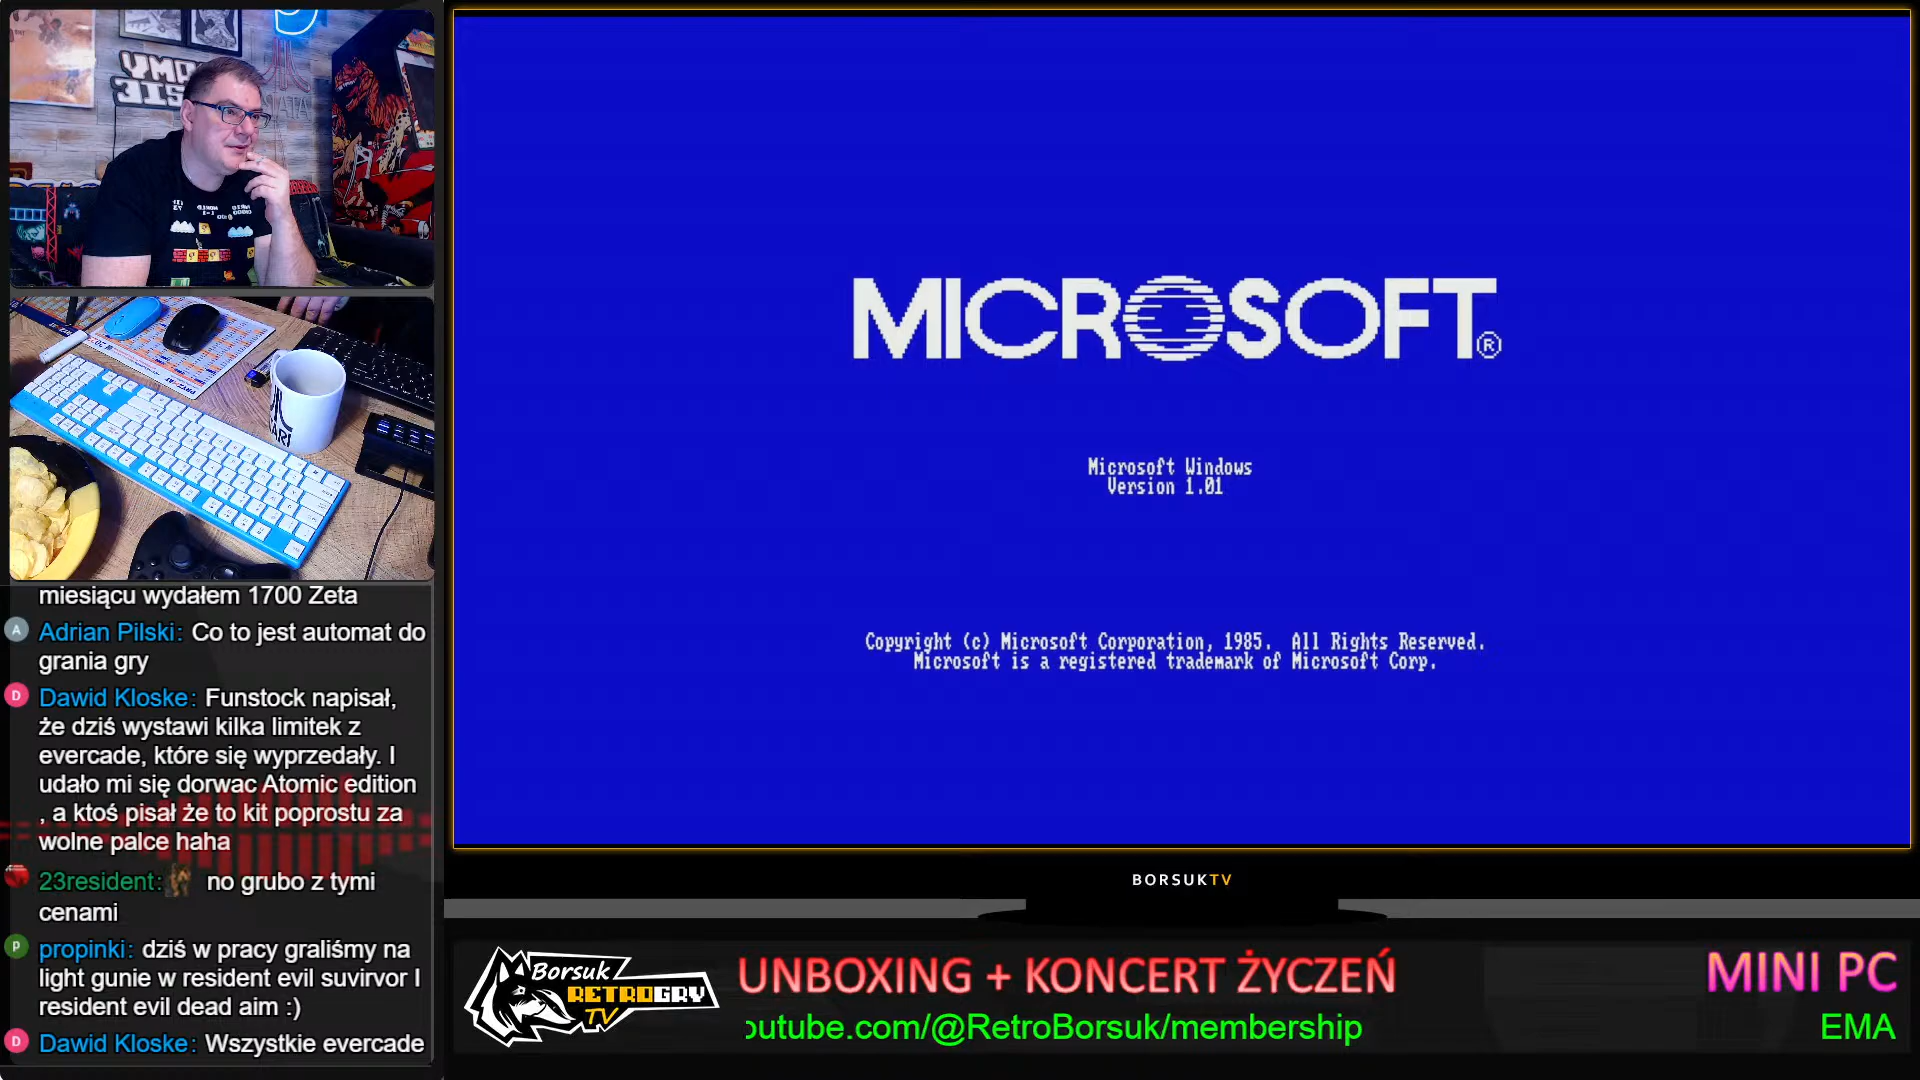 miesiącu wydałem 1700 Zeta
Adrian Pilski: Co to jest automat do
grania gry
Dawid Kloske: Funstock napisał,
że dziś wystawi kilka limitek z
evercade, które się wyprzedały. I
udało mi się dorwac Atomic edition
, a ktoś pisał że to kit poprostu za
wolne palce haha
23resident: no grubo z tymi
cenami
propinki: dziś w pracy graliśmy na
light gunie w resident evil suvirvor I
resident evil dead aim :)
Dawid Kloske: Wszystkie evercade
MICROSOFT®
Microsoft Windows
Version 1.01
Copyright (c) Microsoft Corporation, 1985. All Rights Reserved.
Microsoft is a registered trademark of Microsoft Corp.
BORSUKTV
Borsuk
RETROGRY
TV
UNBOXING + KONCERT ŻYCZEŃ
outube.com/@RetroBorsuk/membership
MINI PC
EMA